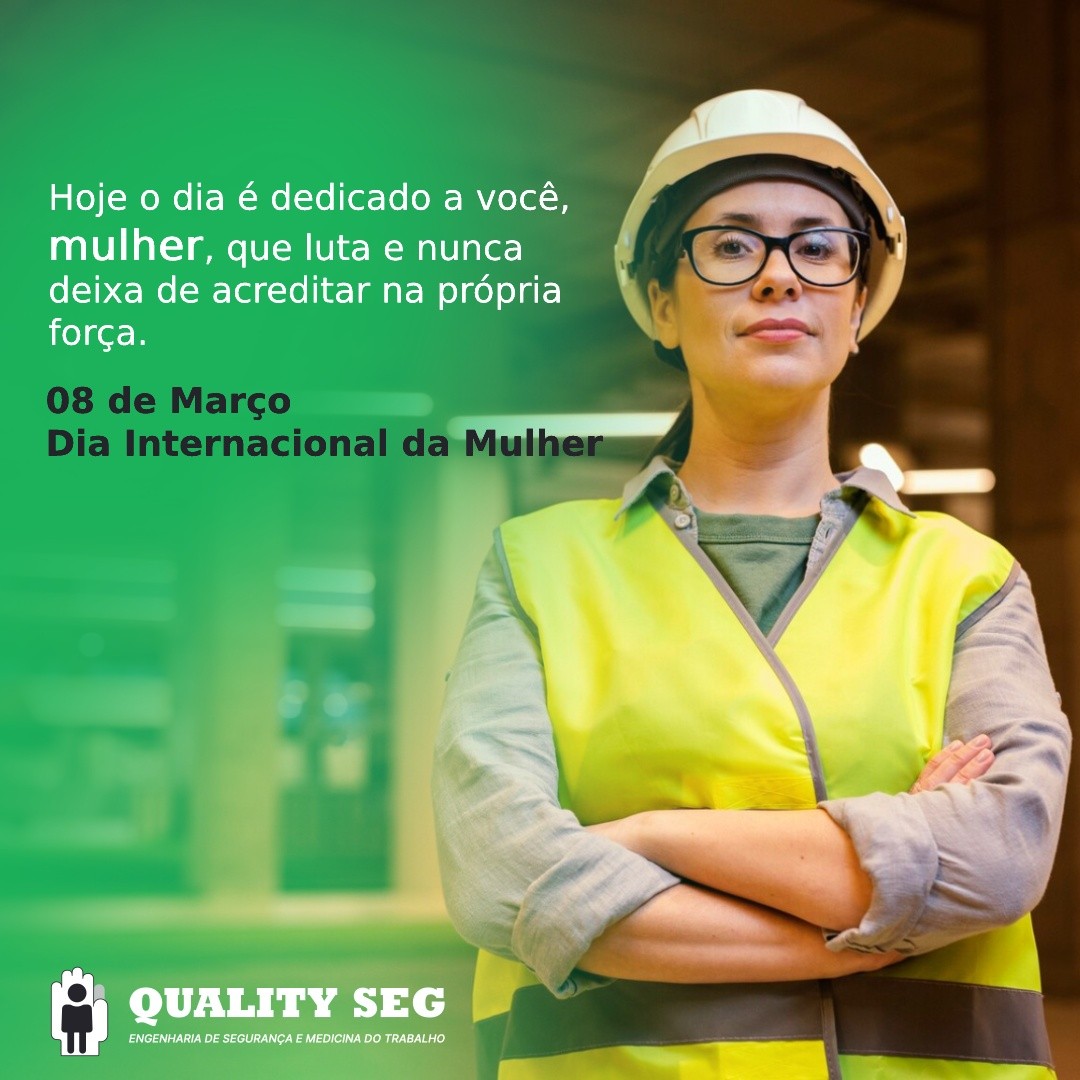 Hoje o dia é dedicado a você,
mulher, que luta e nunca
deixa de acreditar na própria
força.
08 de Março
Dia Internacional da Mulher
QUALITY SEG
ENGENHARIA DE SEGURANÇA E MEDICINA DO TRABALHO